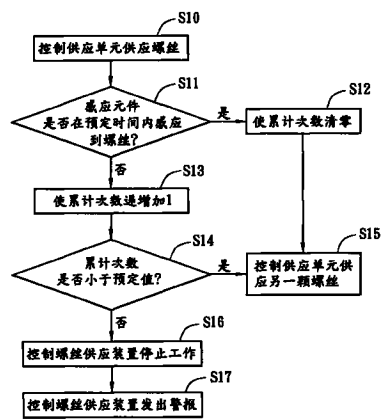 S10
控制供应单元供应螺丝
S11
感应元件
是否在预定时间内感应
到螺丝?
是
S12
使累计次数清零
否
S13
使累计次数递增加1
S14
累计次数
是否小于预定值?
是
S15
控制供应单元供
应另一颗螺丝
否
S16
控制螺丝供应装置停止工作
S17
控制螺丝供应装置发出警报